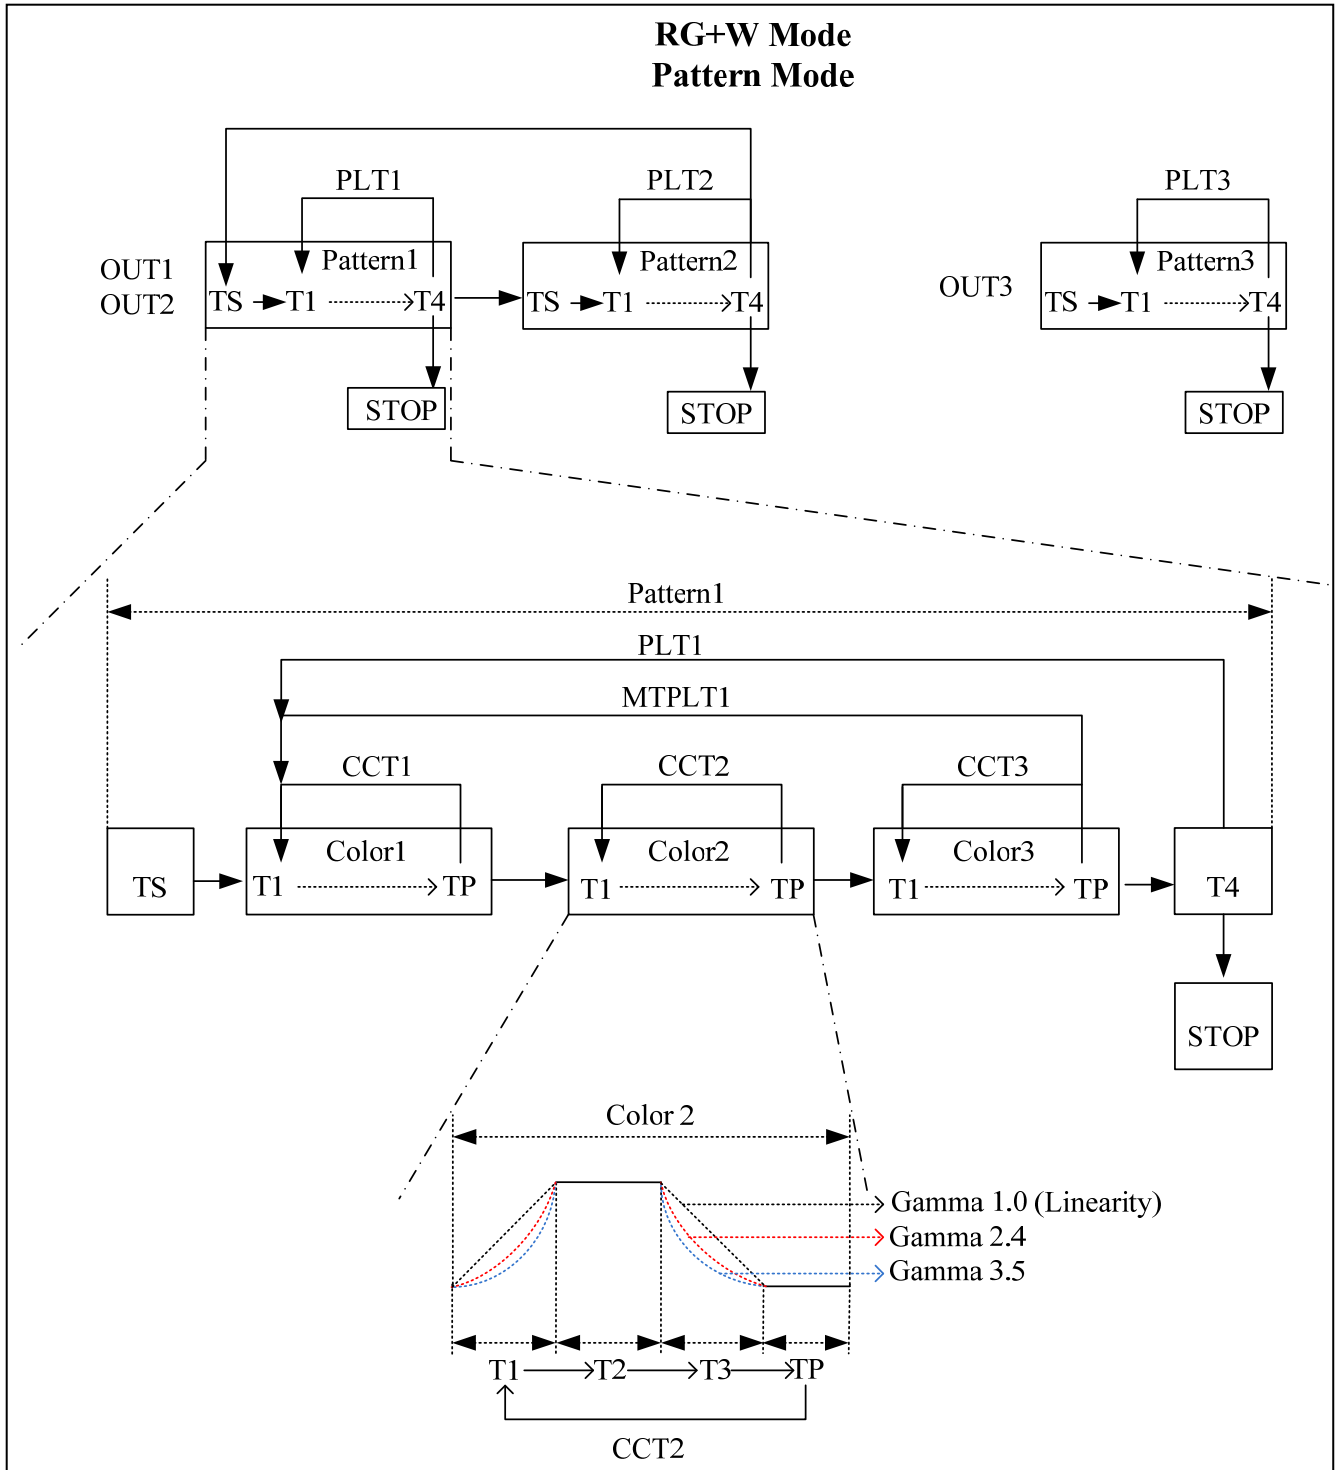 RG+W Mode
Pattern Mode
PLT1
PLT2
PLT3
OUT1
OUT2
Pattern1
TS T1 T4
Pattern2
TS T1 T4
OUT3
Pattern3
TS T1 T4
STOP
STOP
STOP
Pattern1
PLT1
MTPLT1
CCT1
CCT2
CCT3
TS
Color1
T1 TP
Color2
T1 TP
Color3
T1 TP
T4
STOP
Color 2
Gamma 1.0 (Linearity)
Gamma 2.4
Gamma 3.5
T1 T2 T3 TP
CCT2